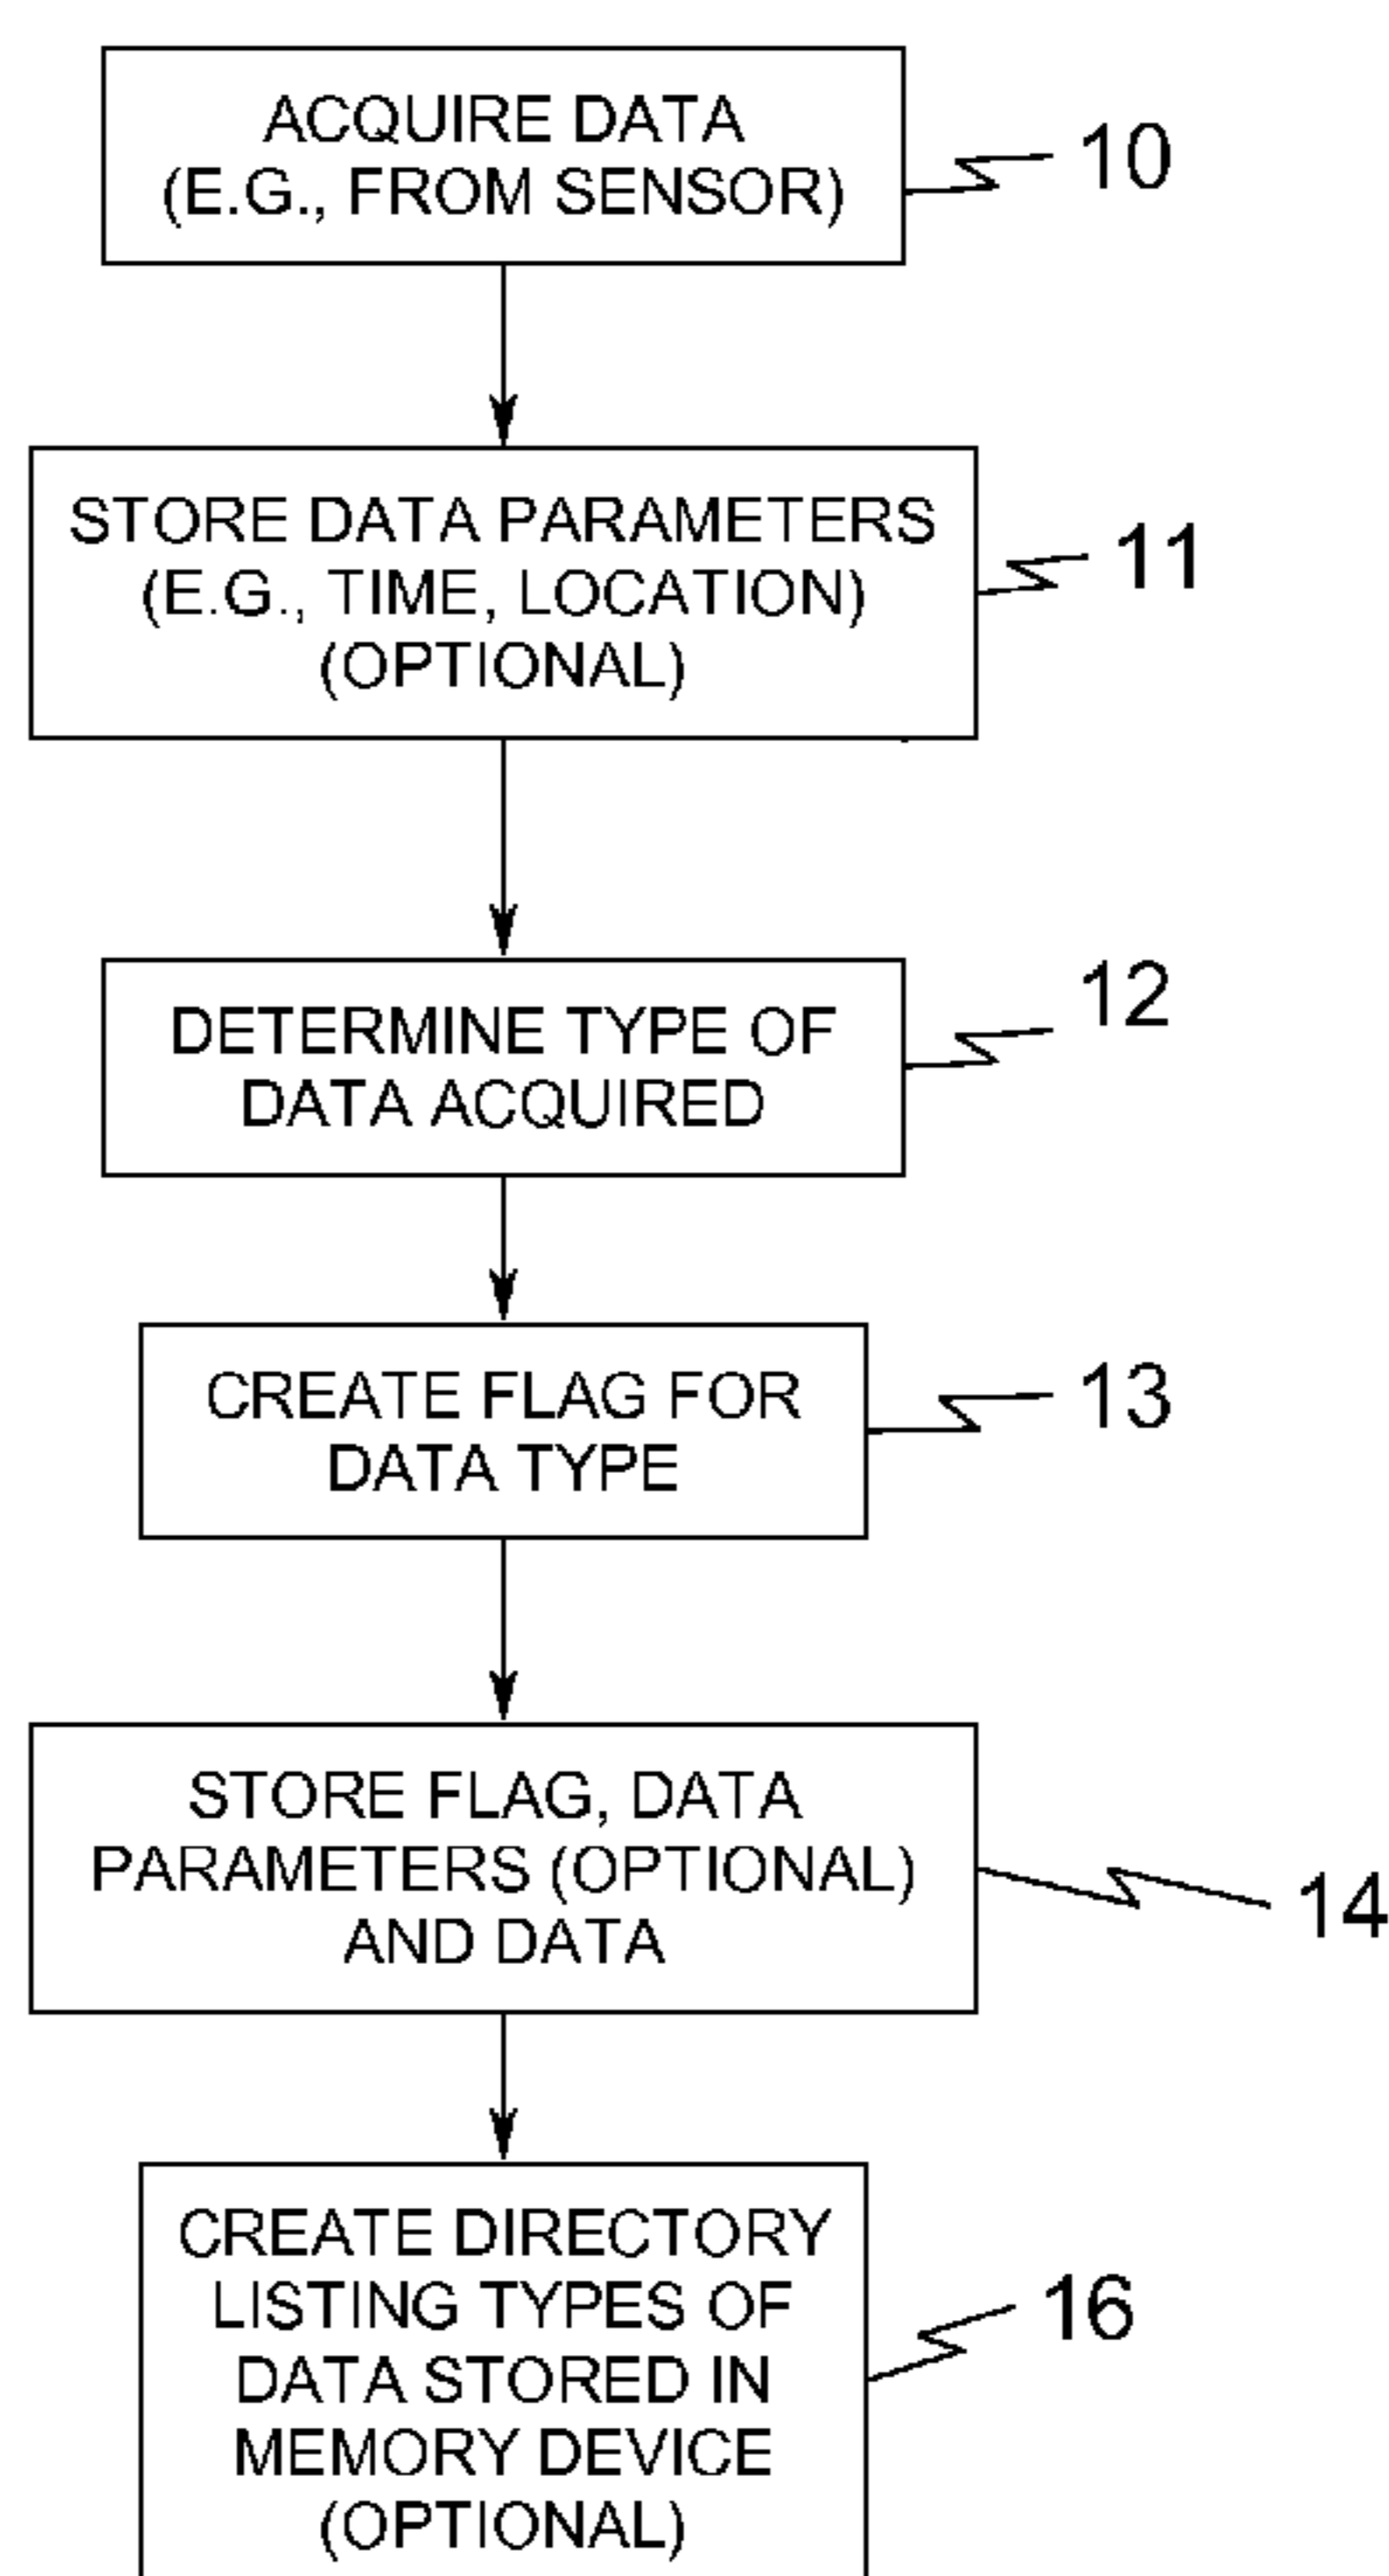 ACQUIRE DATA
(E.G., FROM SENSOR)
10
STORE DATA PARAMETERS
(E.G., TIME, LOCATION)
(OPTIONAL)
11
DETERMINE TYPE OF
DATA ACQUIRED
12
CREATE FLAG FOR
DATA TYPE
13
STORE FLAG, DATA
PARAMETERS (OPTIONAL)
AND DATA
14
CREATE DIRECTORY
LISTING TYPES OF
DATA STORED IN
MEMORY DEVICE
(OPTIONAL)
16